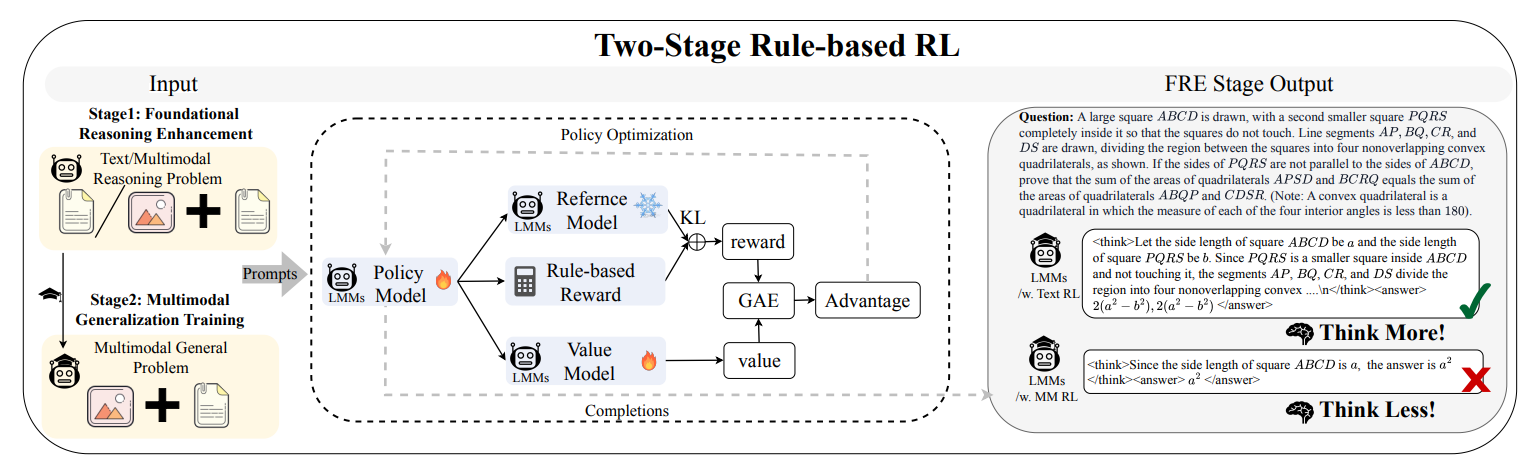 Two-Stage Rule-based RL
Input
Stage1: Foundational
Reasoning Enhancement
Text/Multimodal
Reasoning Problem
Stage2: Multimodal
Generalization Training
Multimodal General
Problem
Prompts
Policy Optimization
LMMs
Policy
Model
LMMs
Refernce
Model
Rule-based
Reward
LMMs
Value
Model
KL
reward
GAE
Advantage
value
Completions
FRE Stage Output
Question: A large square ABCD is drawn, with a second smaller square PQRS
completely inside it so that the squares do not touch. Line segments AP, BQ, CR, and
DS are drawn, dividing the region between the squares into four nonoverlapping convex
quadrilaterals, as shown. If the sides of PQRS are not parallel to the sides of ABCD,
prove that the sum of the areas of quadrilaterals APSD and BCRQ equals the sum of
the areas of quadrilaterals ABQP and CDSR. (Note: A convex quadrilateral is a
quadrilateral in which the measure of each of the four interior angles is less than 180).
LMMs
/w. Text RL
<think>Let the side length of square ABCD be a and the side length
of square PQRS be b. Since PQRS is a smaller square inside ABCD
and not touching it, the segments AP, BQ, CR, and DS divide the
region into four nonoverlapping convex ....\n</think><answer>
2(a² − b²), 2(a² − b²) </answer>
Think More!
LMMs
/w. MM RL
<think>Since the side length of square ABCD is a, the answer is a²
</think><answer> a² </answer>
Think Less!